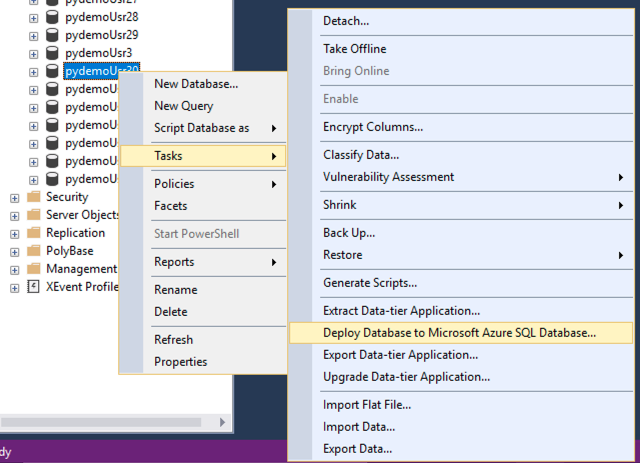 pydemoUsr27
pydemoUsr28
pydemoUsr29
pydemoUsr3
pydemoUsr30
pydemoU
pydemoU
pydemoU
pydemoU
pydemoU
pydemoU
Security
Server Objects
Replication
PolyBase
Management
XEvent Profile
dy
New Database...
New Query
Script Database as
Tasks
Policies
Facets
Start PowerShell
Reports
Rename
Delete
Refresh
Properties
Detach...
Take Offline
Bring Online
Enable
Encrypt Columns...
Classify Data...
Vulnerability Assessment
Shrink
Back Up...
Restore
Generate Scripts...
Extract Data-tier Application...
Deploy Database to Microsoft Azure SQL Database...
Export Data-tier Application...
Upgrade Data-tier Application...
Import Flat File...
Import Data...
Export Data...